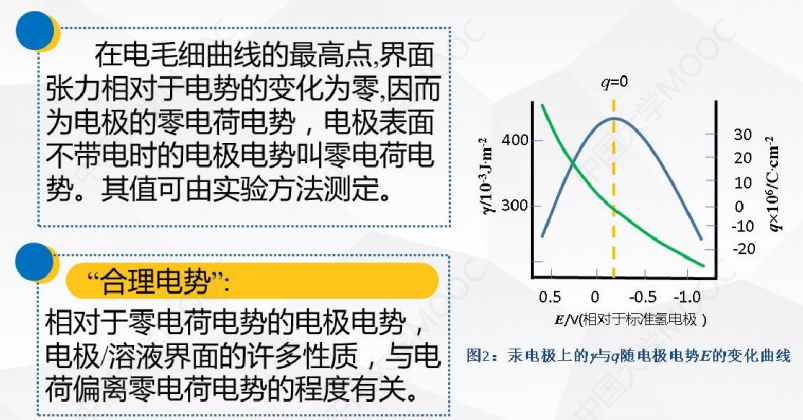 在电毛细曲线的最高点,界面
张力相对于电势的变化为零,因而
为电极的零电荷电势，电极表面
不带电时的电极电势叫零电荷电
势。其值可由实验方法测定。
“合理电势”:
相对于零电荷电势的电极电势，
电极/溶液界面的许多性质，与电
荷偏离零电荷电势的程度有关。
q=0
γ/10-3J·m-2
400
300
30
20
10
0
-10
-20
q×106/C·cm-2
0.5 0 -0.5 -1.0
E/V(相对于标准氢电极）
图2：汞电极上的γ与q随电极电势E的变化曲线
中国大学MOOC